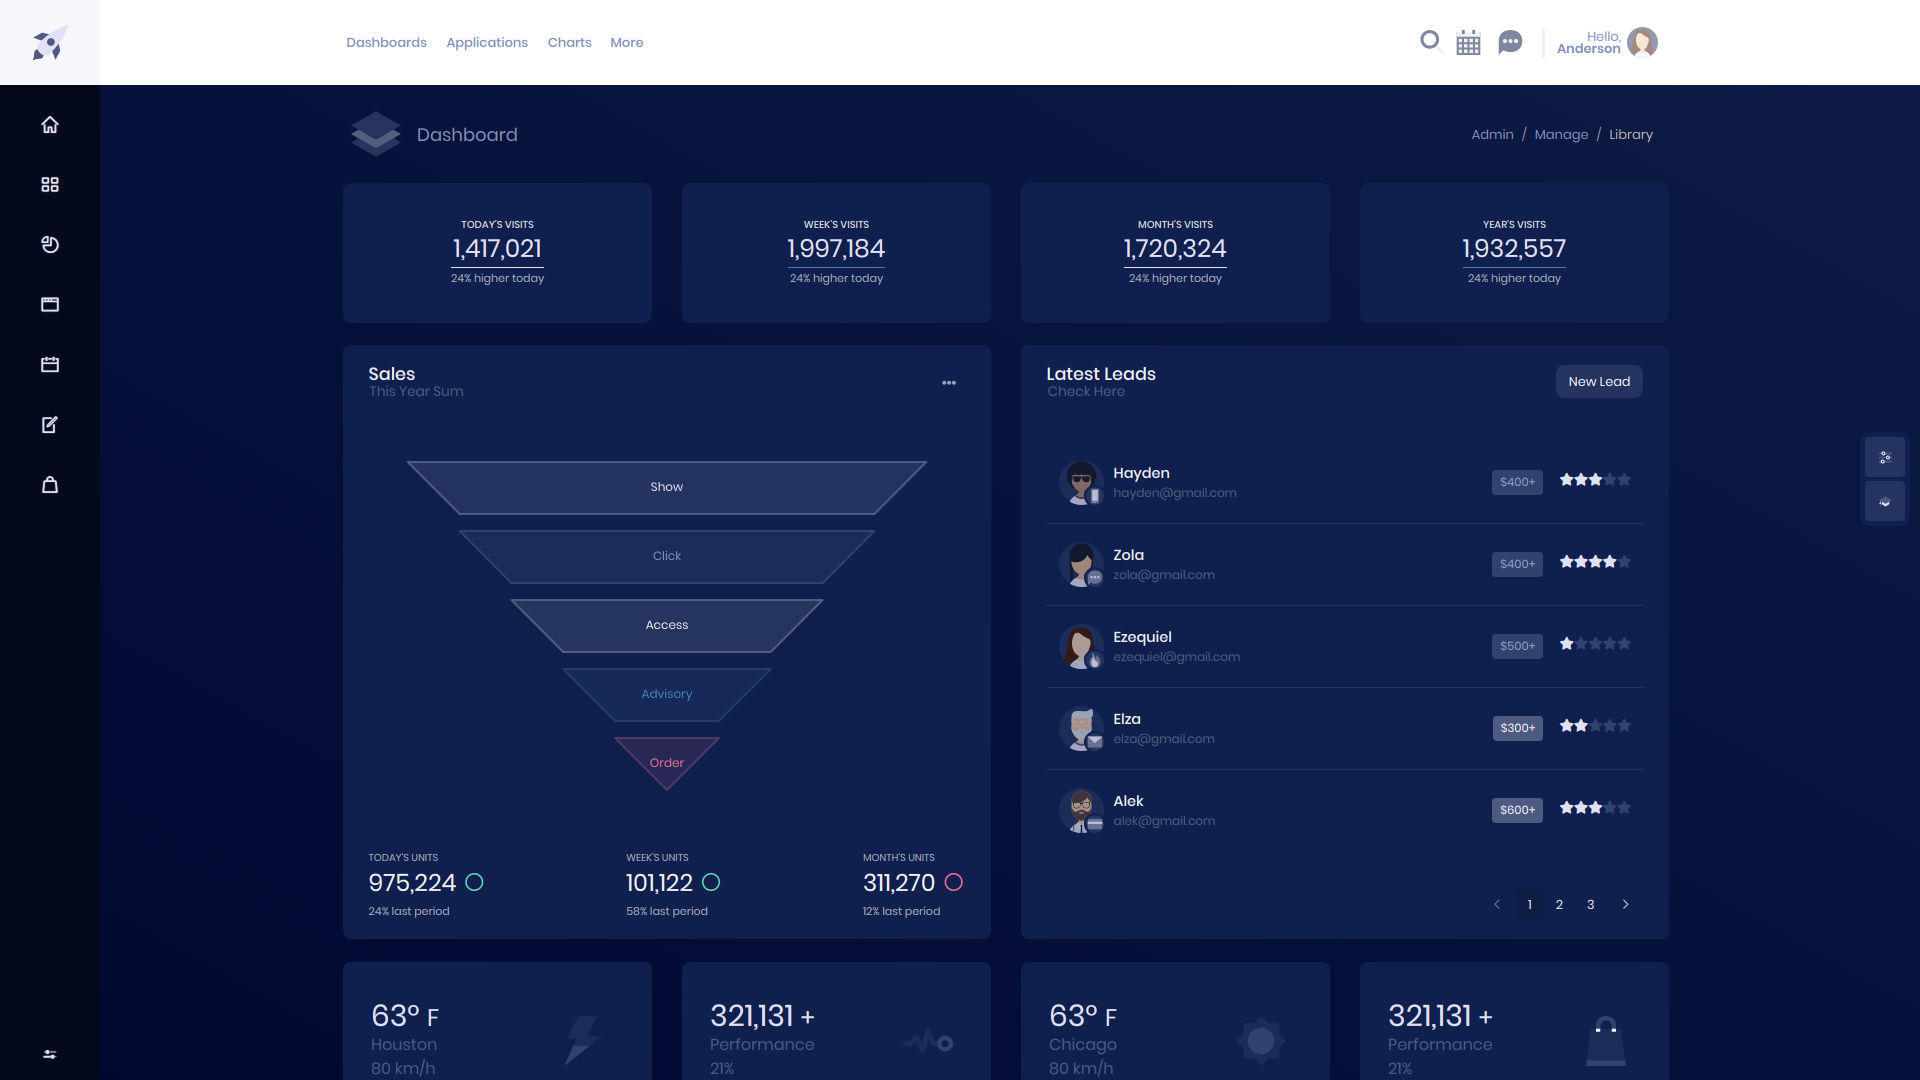 Dashboards Applications Charts More
Hello,
Anderson
Dashboard
Admin / Manage / Library
TODAY'S VISITS
1,417,021
24% higher today
WEEK'S VISITS
1,997,184
24% higher today
MONTH'S VISITS
1,720,324
24% higher today
YEAR'S VISITS
1,932,557
24% higher today
Sales
This Year Sum
Show
Click
Access
Advisory
Order
TODAY'S UNITS
975,224
24% last period
WEEK'S UNITS
101,122
58% last period
MONTH'S UNITS
311,270
12% last period
Latest Leads
Check Here
New Lead
Hayden
hayden@gmail.com
$400+
Zola
zola@gmail.com
$400+
Ezequiel
ezequiel@gmail.com
$500+
Elza
elza@gmail.com
$300+
Alek
alek@gmail.com
$600+
1 2 3
63° F
Houston
80 km/h
321,131 +
Performance
21%
63° F
Chicago
80 km/h
321,131 +
Performance
21%